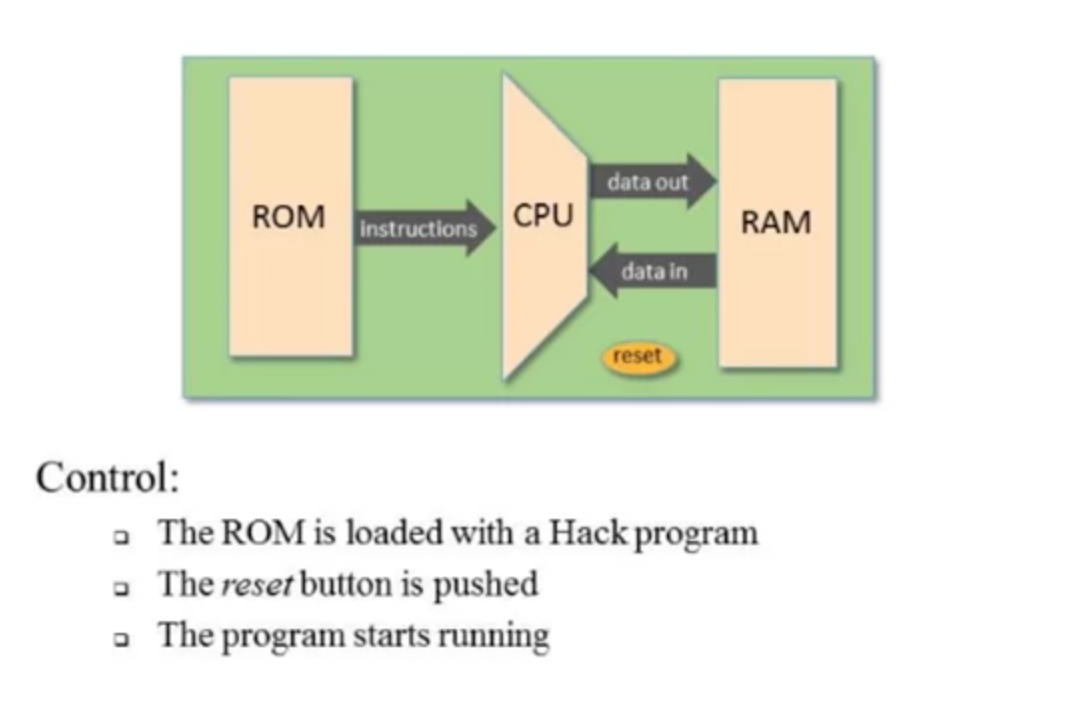 ROM
instructions
CPU
data out
data in
RAM
reset
Control:
The ROM is loaded with a Hack program
The reset button is pushed
The program starts running